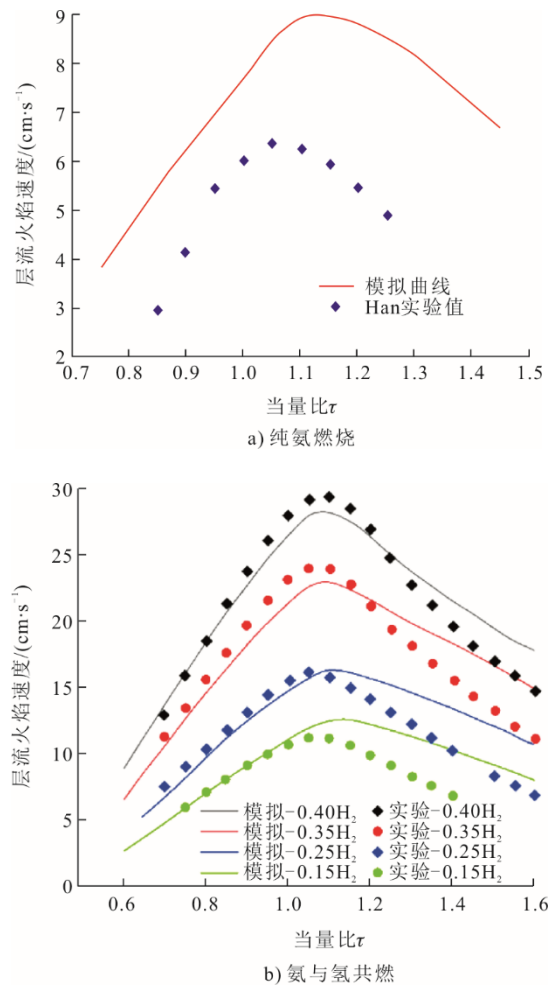 9
8
7
6
5
4
3
2
层流火焰速度/(cm·s⁻¹)
模拟曲线
Han实验值
0.7 0.8 0.9 1.0 1.1 1.2 1.3 1.4 1.5
当量比τ
a) 纯氨燃烧
30
25
20
15
10
5
0
层流火焰速度/(cm·s⁻¹)
模拟-0.40H₂ 实验-0.40H₂
模拟-0.35H₂ 实验-0.35H₂
模拟-0.25H₂ 实验-0.25H₂
模拟-0.15H₂ 实验-0.15H₂
0.6 0.8 1.0 1.2 1.4 1.6
当量比τ
b) 氨与氢共燃